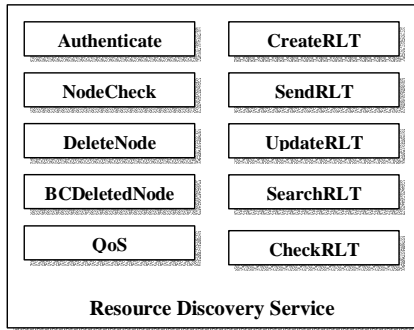 Authenticate
CreateRLT
NodeCheck
SendRLT
DeleteNode
UpdateRLT
BCDeletedNode
SearchRLT
QoS
CheckRLT
Resource Discovery Service